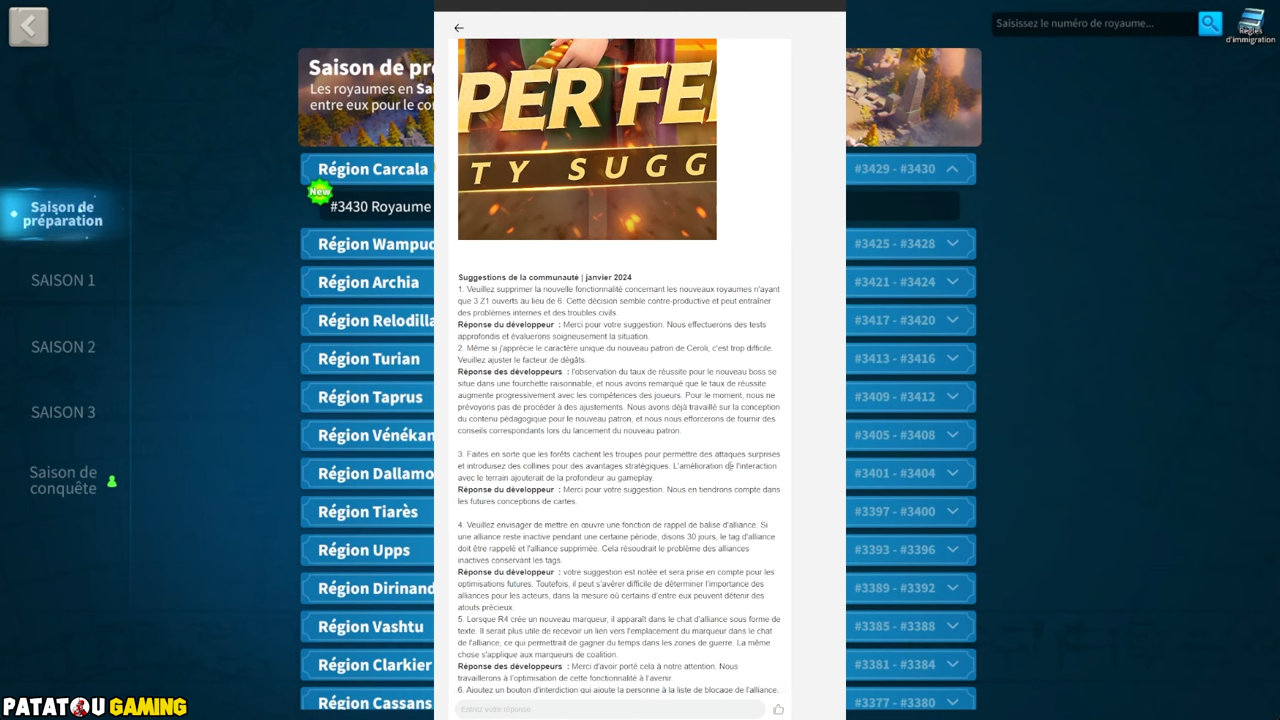 Saisissez le numéro de royaume...
Règles
d'immigration
Saison de pr
Les royaumes en Sa
entre eux pour le co
Saison de
préparation
SAISON 1
SAISON 2
SAISON 3
Saison de
conquête
Région Carcala
#3429 - #3430
New
#3430 Royaume
Région Wampuo
#3425 - #3428
Région Archia
#3421 - #3424
Région Relodilla
#3417 - #3420
Région Turian
#3413 - #3416
Région Taprus
#3409 - #3412
Région Vénékan
#3405 - #3408
Région Dallamo
#3401 - #3404
Région Tiarès
#3397 - #3400
Région Upps
#3393 - #3396
Région Dirinand
#3389 - #3392
Région Vashtu
#3385 - #3388
Région Clarkier
#3381 - #3384
Région Cassana
#3377 - #3380
PER FE
TY SUGG
Suggestions de la communauté | janvier 2024
1. Veuillez supprimer la nouvelle fonctionnalité concernant les nouveaux royaumes n'ayant
que 3 Z1 ouverts au lieu de 6. Cette décision semble contre-productive et peut entraîner
des problèmes internes et des troubles civils.
Réponse du développeur : Merci pour votre suggestion. Nous effectuerons des tests
approfondis et évaluerons soigneusement la situation.
2. Même si j'apprécie le caractère unique du nouveau patron de Ceroli, c'est trop difficile.
Veuillez ajuster le facteur de dégâts.
Réponse des développeurs : l'observation du taux de réussite pour le nouveau boss se
situe dans une fourchette raisonnable, et nous avons remarqué que le taux de réussite
augmente progressivement avec les compétences des joueurs. Pour le moment, nous ne
prévoyons pas de procéder à des ajustements. Nous avons déjà travaillé sur la conception
du contenu pédagogique pour le nouveau patron, et nous nous efforcerons de fournir des
conseils correspondants lors du lancement du nouveau patron.
3. Faites en sorte que les forêts cachent les troupes pour permettre des attaques surprises
et introduisez des collines pour des avantages stratégiques. L'amélioration de l'interaction
avec le terrain ajouterait de la profondeur au gameplay.
Réponse du développeur : Merci pour votre suggestion. Nous en tiendrons compte dans
les futures conceptions de cartes.
4. Veuillez envisager de mettre en œuvre une fonction de rappel de balise d'alliance. Si
une alliance reste inactive pendant une certaine période, disons 30 jours, le tag d'alliance
doit être rappelé et l'alliance supprimée. Cela résoudrait le problème des alliances
inactives conservant les tags.
Réponse du développeur : votre suggestion est notée et sera prise en compte pour les
optimisations futures. Toutefois, il peut s'avérer difficile de déterminer l'importance des
alliances pour les acteurs, dans la mesure où certains d'entre eux peuvent détenir des
atouts précieux.
5. Lorsque R4 crée un nouveau marqueur, il apparaît dans le chat d'alliance sous forme de
texte. Il serait plus utile de recevoir un lien vers l'emplacement du marqueur dans le chat
de l'alliance, ce qui permettrait de gagner du temps dans les zones de guerre. La même
chose s'applique aux marqueurs de coalition.
Réponse des développeurs : Merci d'avoir porté cela à notre attention. Nous
travaillerons à l'optimisation de cette fonctionnalité à l'avenir.
6. Ajoutez un bouton d'interdiction qui ajoute la personne à la liste de blocage de l'alliance.
Entrez votre réponse
PATATOU GAMING